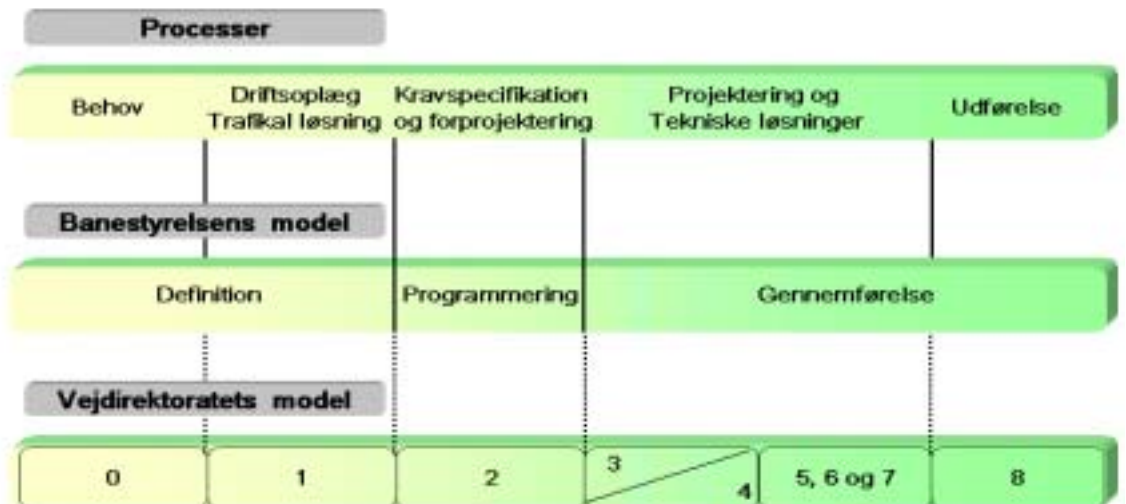 Processer
Behov
Driftsoplæg
Trafikal løsning
Kravspecifikation
og forprojektering
Projektering og
Tekniske løsninger
Udførelse
Banestyrelsens model
Definition
Programmering
Gennemførelse
Vejdirektoratets model
0
1
2
3
4
5, 6 og 7
8